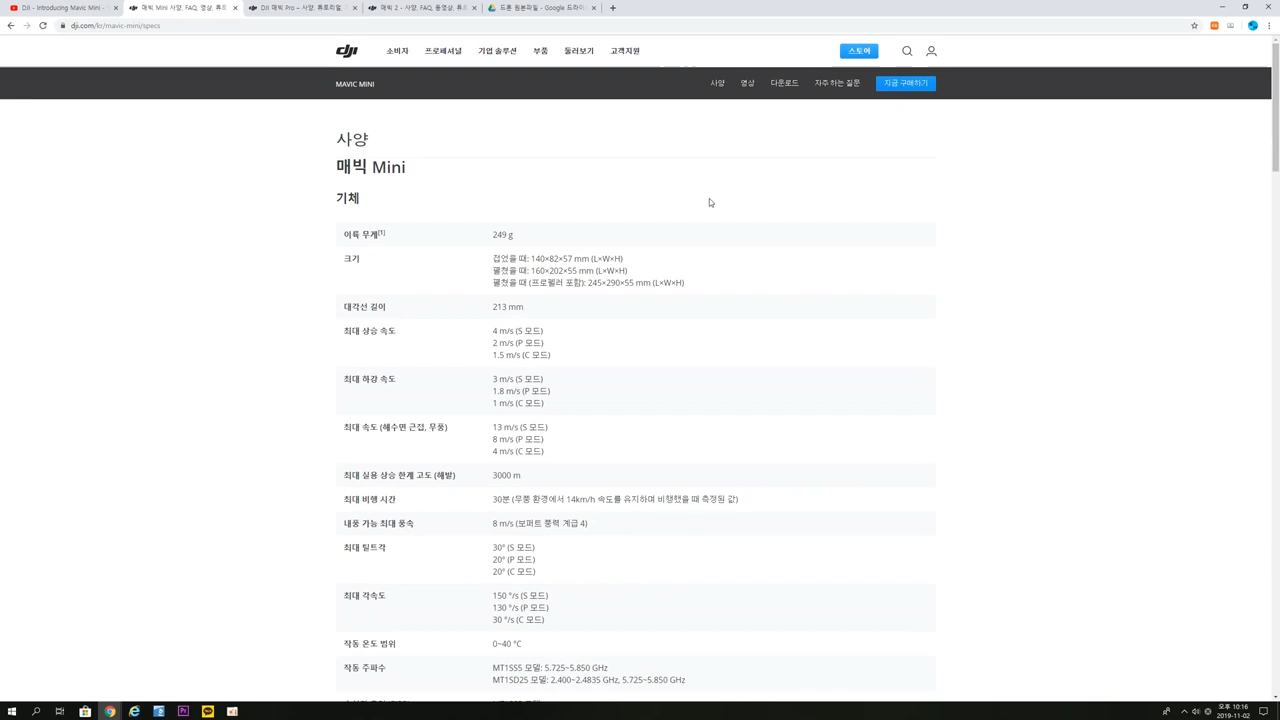 DJI - Introducing Mavic Mini -
매빅 Mini 사양, FAQ, 영상, 튜토
DJI 매빅 Pro – 사양, 튜토리얼,
매빅 2 - 사양, FAQ, 동영상, 튜토
드론 원본파일 - Google 드라이
dji.com/kr/mavic-mini/specs
dji
소비자
프로페셔널
기업 솔루션
부품
둘러보기
고객지원
스토어
MAVIC MINI
사양
영상
다운로드
자주 하는 질문
지금 구매하기
사양
매빅 Mini
기체
이륙 무게[1]
249 g
크기
접었을 때: 140×82×57 mm (L×W×H)
펼쳤을 때: 160×202×55 mm (L×W×H)
펼쳤을 때 (프로펠러 포함): 245×290×55 mm (L×W×H)
대각선 길이
213 mm
최대 상승 속도
4 m/s (S 모드)
2 m/s (P 모드)
1.5 m/s (C 모드)
최대 하강 속도
3 m/s (S 모드)
1.8 m/s (P 모드)
1 m/s (C 모드)
최대 속도 (해수면 근접, 무풍)
13 m/s (S 모드)
8 m/s (P 모드)
4 m/s (C 모드)
최대 실용 상승 한계 고도 (해발)
3000 m
최대 비행 시간
30분 (무풍 환경에서 14km/h 속도를 유지하며 비행했을 때 측정된 값)
내풍 가능 최대 풍속
8 m/s (보퍼트 풍력 계급 4)
최대 틸트각
30° (S 모드)
20° (P 모드)
20° (C 모드)
최대 각속도
150 °/s (S 모드)
130 °/s (P 모드)
30 °/s (C 모드)
작동 온도 범위
0~40 °C
작동 주파수
MT1SS5 모델: 5.725~5.850 GHz
MT1SD25 모델: 2.400~2.4835 GHz, 5.725~5.850 GHz
오후 10:16
2019-11-02